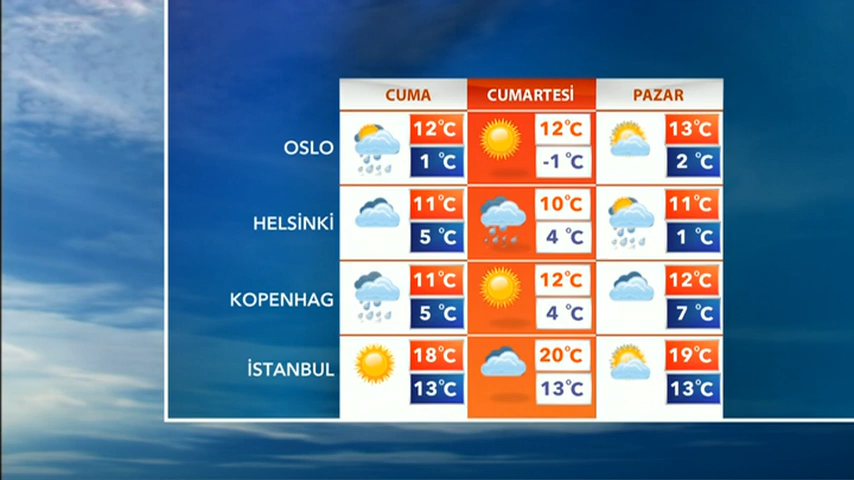 CUMA CUMARTESİ PAZAR
12°C 12°C 13°C
OSLO
1 °C -1 °C 2 °C
11°C 10°C 11°C
HELSİNKİ
5 °C 4 °C 1 °C
11°C 12°C 12°C
KOPENHAG
5 °C 4 °C 7 °C
18°C 20°C 19°C
İSTANBUL
13°C 13°C 13°C